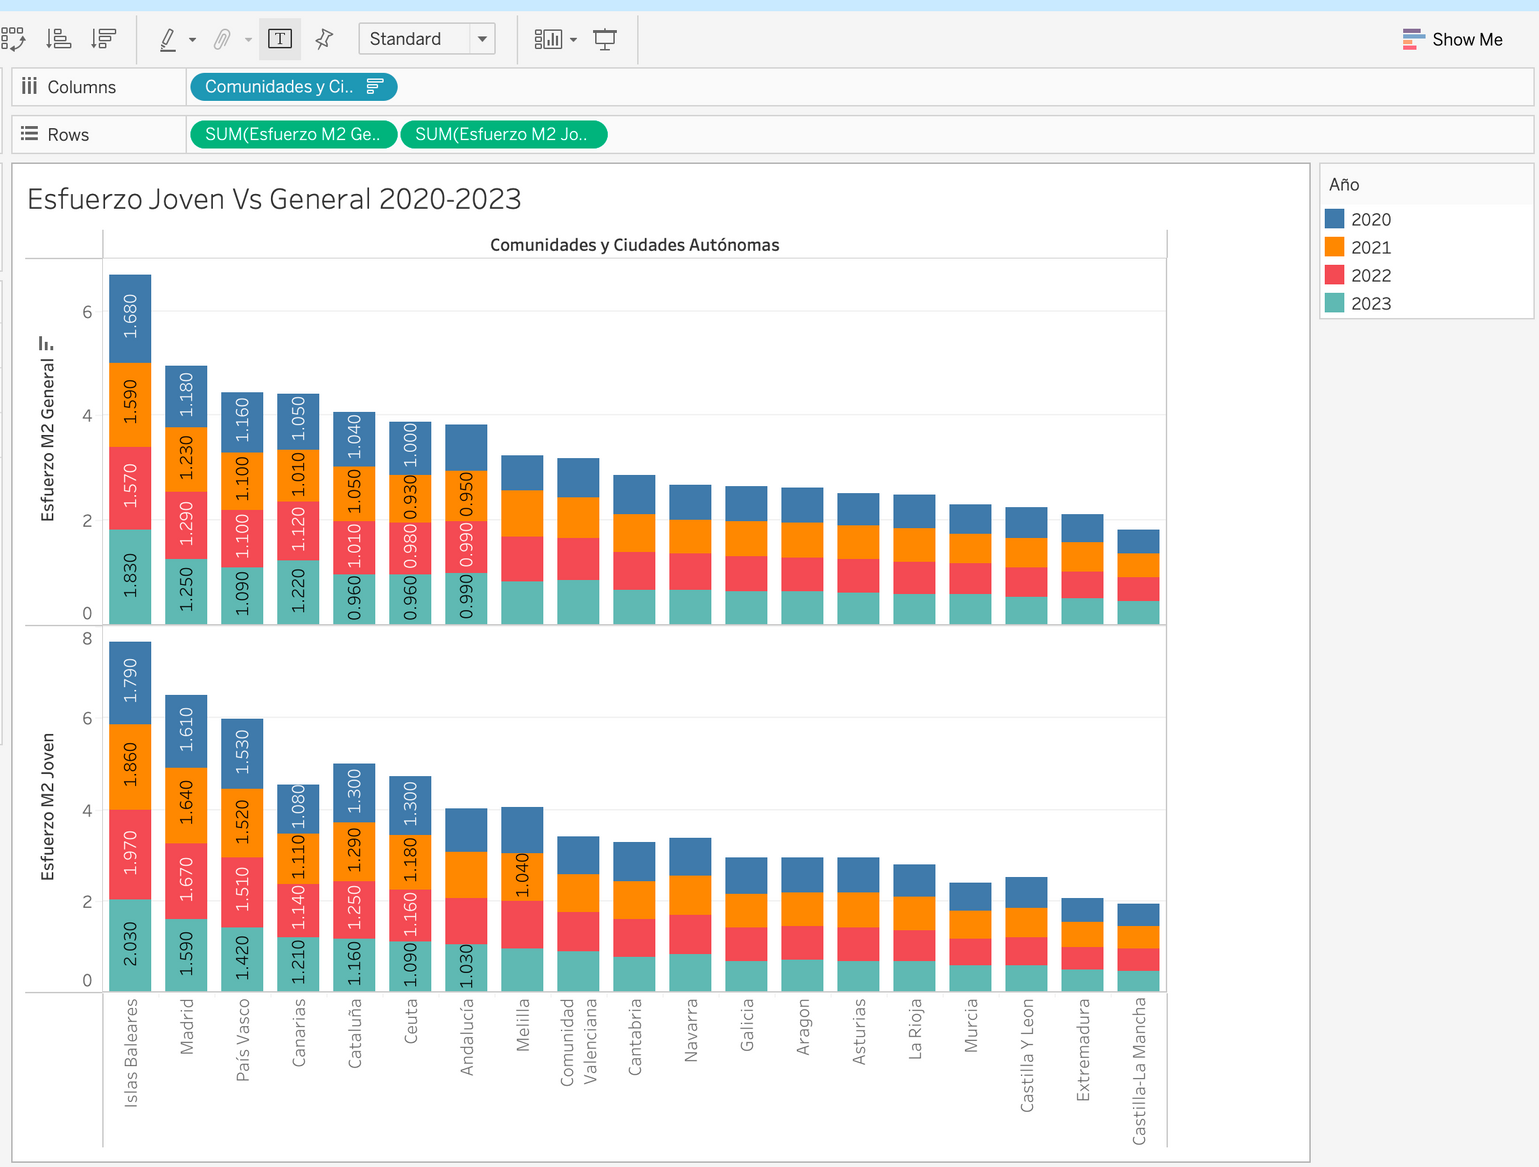 Standard
Show Me
Columns
Comunidades y Ci..
Rows
SUM(Esfuerzo M2 Ge..
SUM(Esfuerzo M2 Jo..
Esfuerzo Joven Vs General 2020-2023
Año
2020
2021
2022
2023
Comunidades y Ciudades Autónomas
Esfuerzo M2 General
6
4
2
0
1.680
1.590
1.570
1.830
1.180
1.230
1.290
1.250
1.160
1.100
1.100
1.090
1.050
1.010
1.120
1.220
1.040
1.050
1.010
0.960
1.000
0.930
0.980
0.960
0.950
0.990
0.990
Esfuerzo M2 Joven
8
6
4
2
0
1.790
1.860
1.970
2.030
1.610
1.640
1.670
1.590
1.530
1.520
1.510
1.420
1.080
1.110
1.140
1.210
1.300
1.290
1.250
1.160
1.300
1.180
1.160
1.090
1.030
1.040
Islas Baleares
Madrid
País Vasco
Canarias
Cataluña
Ceuta
Andalucía
Melilla
Comunidad
Valenciana
Cantabria
Navarra
Galicia
Aragon
Asturias
La Rioja
Murcia
Castilla Y Leon
Extremadura
Castilla-La Mancha